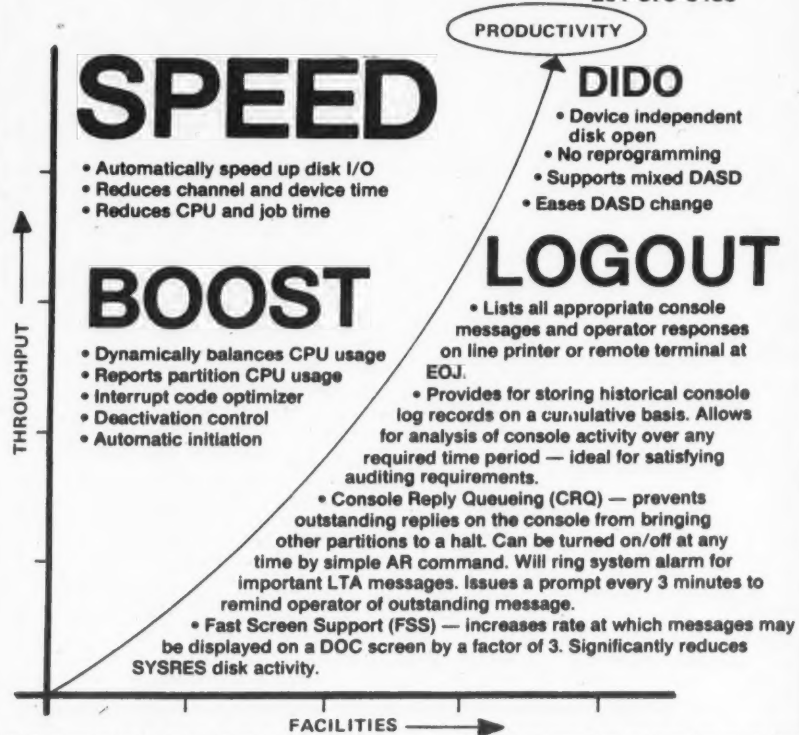 PRODUCTIVITY
SPEED
• Automatically speed up disk I/O
• Reduces channel and device time
• Reduces CPU and job time
DIDO
• Device independent
disk open
• No reprogramming
• Supports mixed DASD
• Eases DASD change
BOOST
• Dynamically balances CPU usage
• Reports partition CPU usage
• Interrupt code optimizer
• Deactivation control
• Automatic initiation
LOGOUT
• Lists all appropriate console
messages and operator responses
on line printer or remote terminal at
EOJ.
• Provides for storing historical console
log records on a cumulative basis. Allows
for analysis of console activity over any
required time period — ideal for satisfying
auditing requirements.
• Console Reply Queueing (CRQ) — prevents
outstanding replies on the console from bringing
other partitions to a halt. Can be turned on/off at any
time by simple AR command. Will ring system alarm for
important LTA messages. Issues a prompt every 3 minutes to
remind operator of outstanding message.
• Fast Screen Support (FSS) — increases rate at which messages may
be displayed on a DOC screen by a factor of 3. Significantly reduces
SYSRES disk activity.
THROUGHPUT
FACILITIES